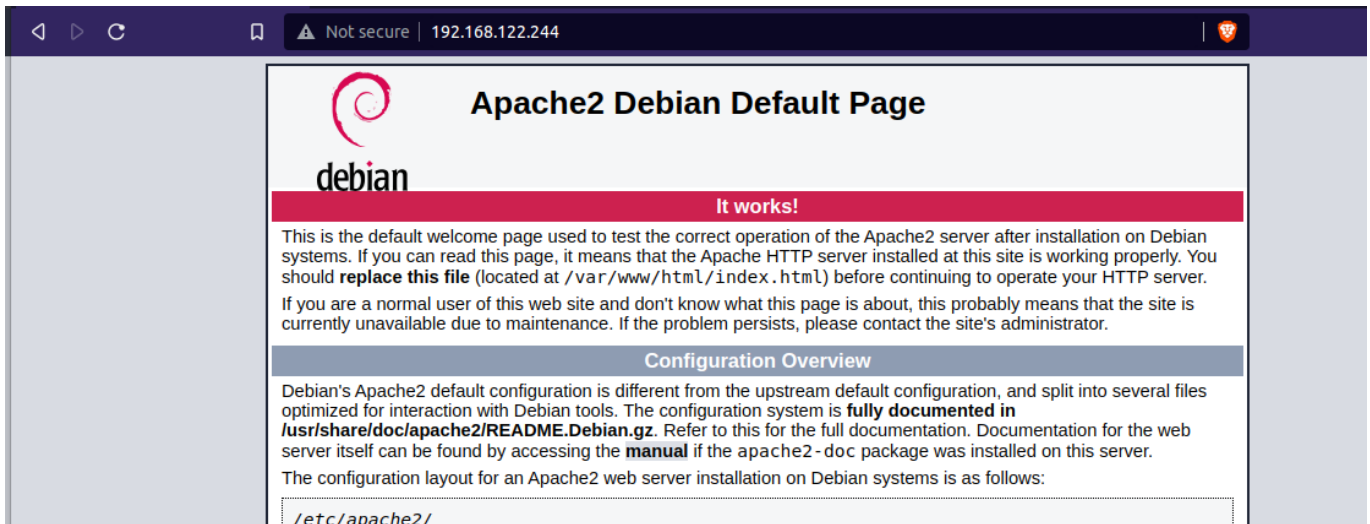 Not secure 192.168.122.244
Apache2 Debian Default Page
debian
It works!
This is the default welcome page used to test the correct operation of the Apache2 server after installation on Debian
systems. If you can read this page, it means that the Apache HTTP server installed at this site is working properly. You
should replace this file (located at /var/www/html/index.html) before continuing to operate your HTTP server.
If you are a normal user of this web site and don't know what this page is about, this probably means that the site is
currently unavailable due to maintenance. If the problem persists, please contact the site's administrator.
Configuration Overview
Debian's Apache2 default configuration is different from the upstream default configuration, and split into several files
optimized for interaction with Debian tools. The configuration system is fully documented in
/usr/share/doc/apache2/README.Debian.gz. Refer to this for the full documentation. Documentation for the web
server itself can be found by accessing the manual if the apache2-doc package was installed on this server.
The configuration layout for an Apache2 web server installation on Debian systems is as follows:
/etc/apache2/